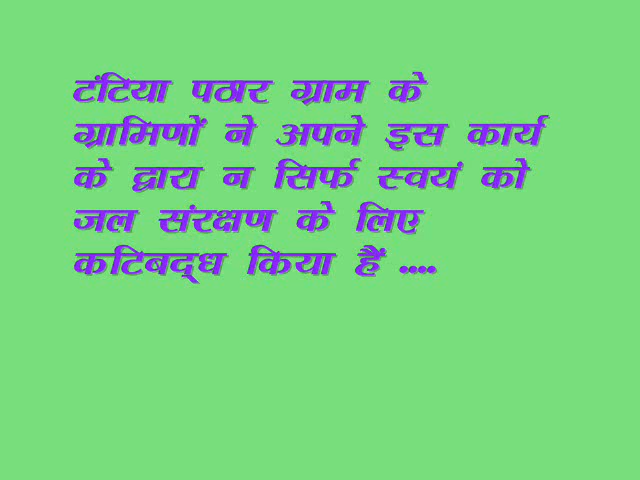 टंटिया पठार ग्राम के
ग्रामिणों ने अपने इस कार्य
के द्वारा न सिर्फ स्वयं को
जल संरक्षण के लिए
कटिबद्ध किया हैं ....